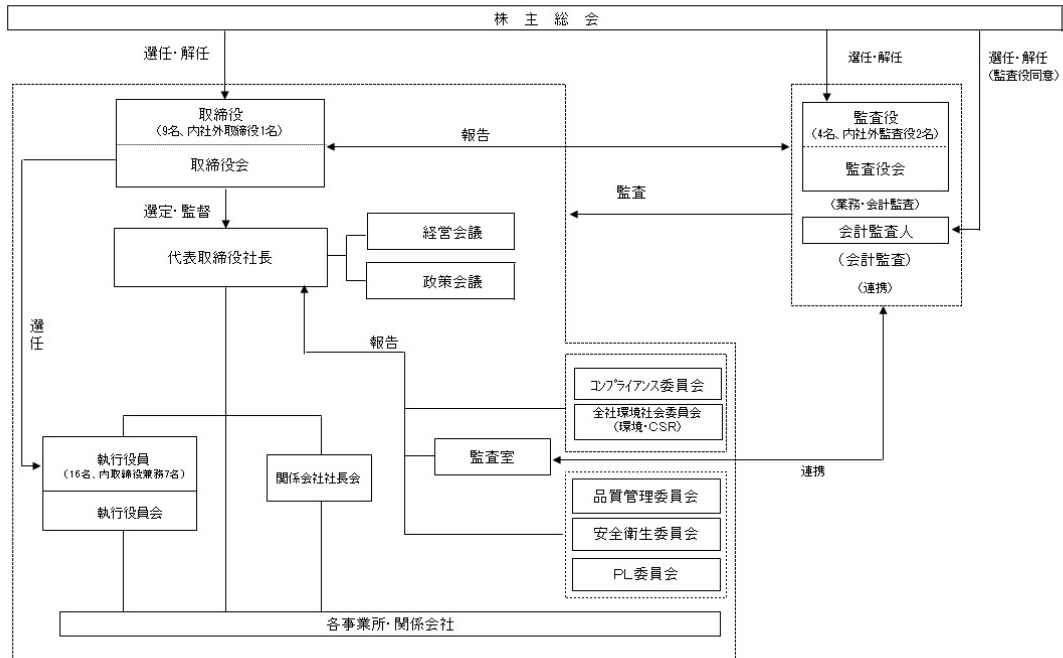 株主総会
選任・解任
選任・解任
選任・解任
(監査役同意)
取締役
(9名、内社外取締役1名)
取締役会
報告
監査役
(4名、内社外監査役2名)
監査役会
(業務・会計監査)
会計監査人
(会計監査)
(連携)
監査
選定・監督
代表取締役社長
経営会議
政策会議
選任
報告
コンプライアンス委員会
全社環境社会委員会
(環境・CSR)
監査室
連携
執行役員
(16名、内取締役兼務7名)
執行役員会
関係会社社長会
品質管理委員会
安全衛生委員会
PL委員会
各事業所・関係会社